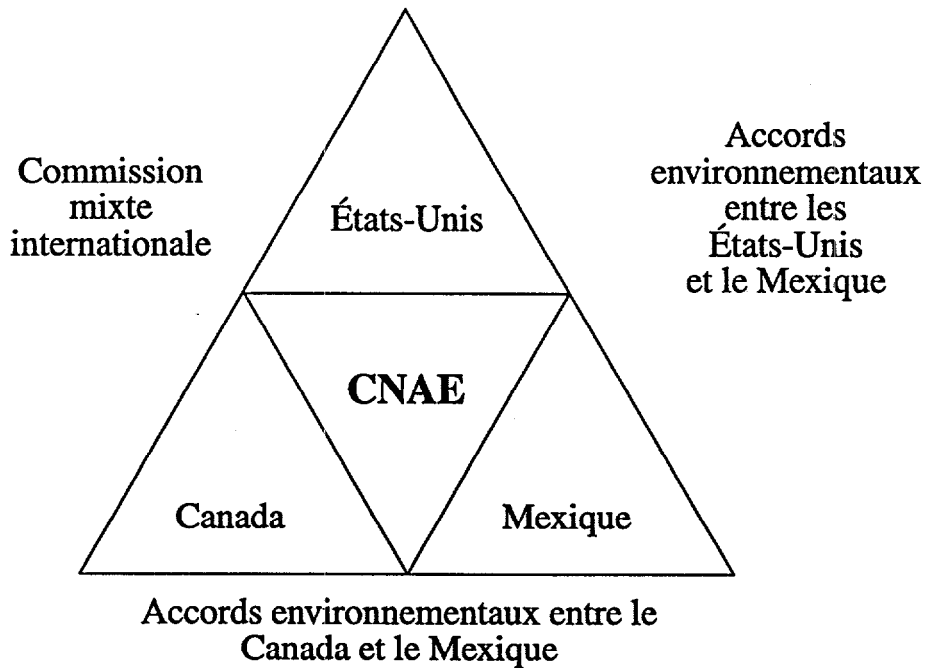 Commission
mixte
internationale
Accords
environnementaux
entre les
États-Unis
et le Mexique
États-Unis
CNAE
Canada
Mexique
Accords environnementaux entre le
Canada et le Mexique